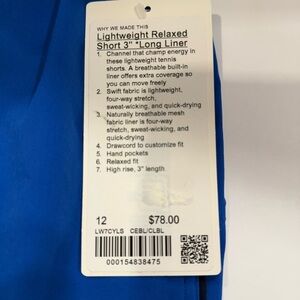 WHY WE MADE THIS
Lightweight Relaxed
Short 3" *Long Liner
1. Channel that champ energy in
these lightweight tennis
shorts. A breathable built-in
liner offers extra coverage so
you can move freely
2. Swift fabric is lightweight,
four-way stretch,
sweat-wicking, and quick-drying
3. Naturally breathable mesh
fabric liner is four-way
stretch, sweat-wicking, and
quick-drying
4. Drawcord to customize fit
5. Hand pockets
6. Relaxed fit
7. High rise, 3" length
12 $78.00
LW7CYLS CEBL/CLBL
000154838475